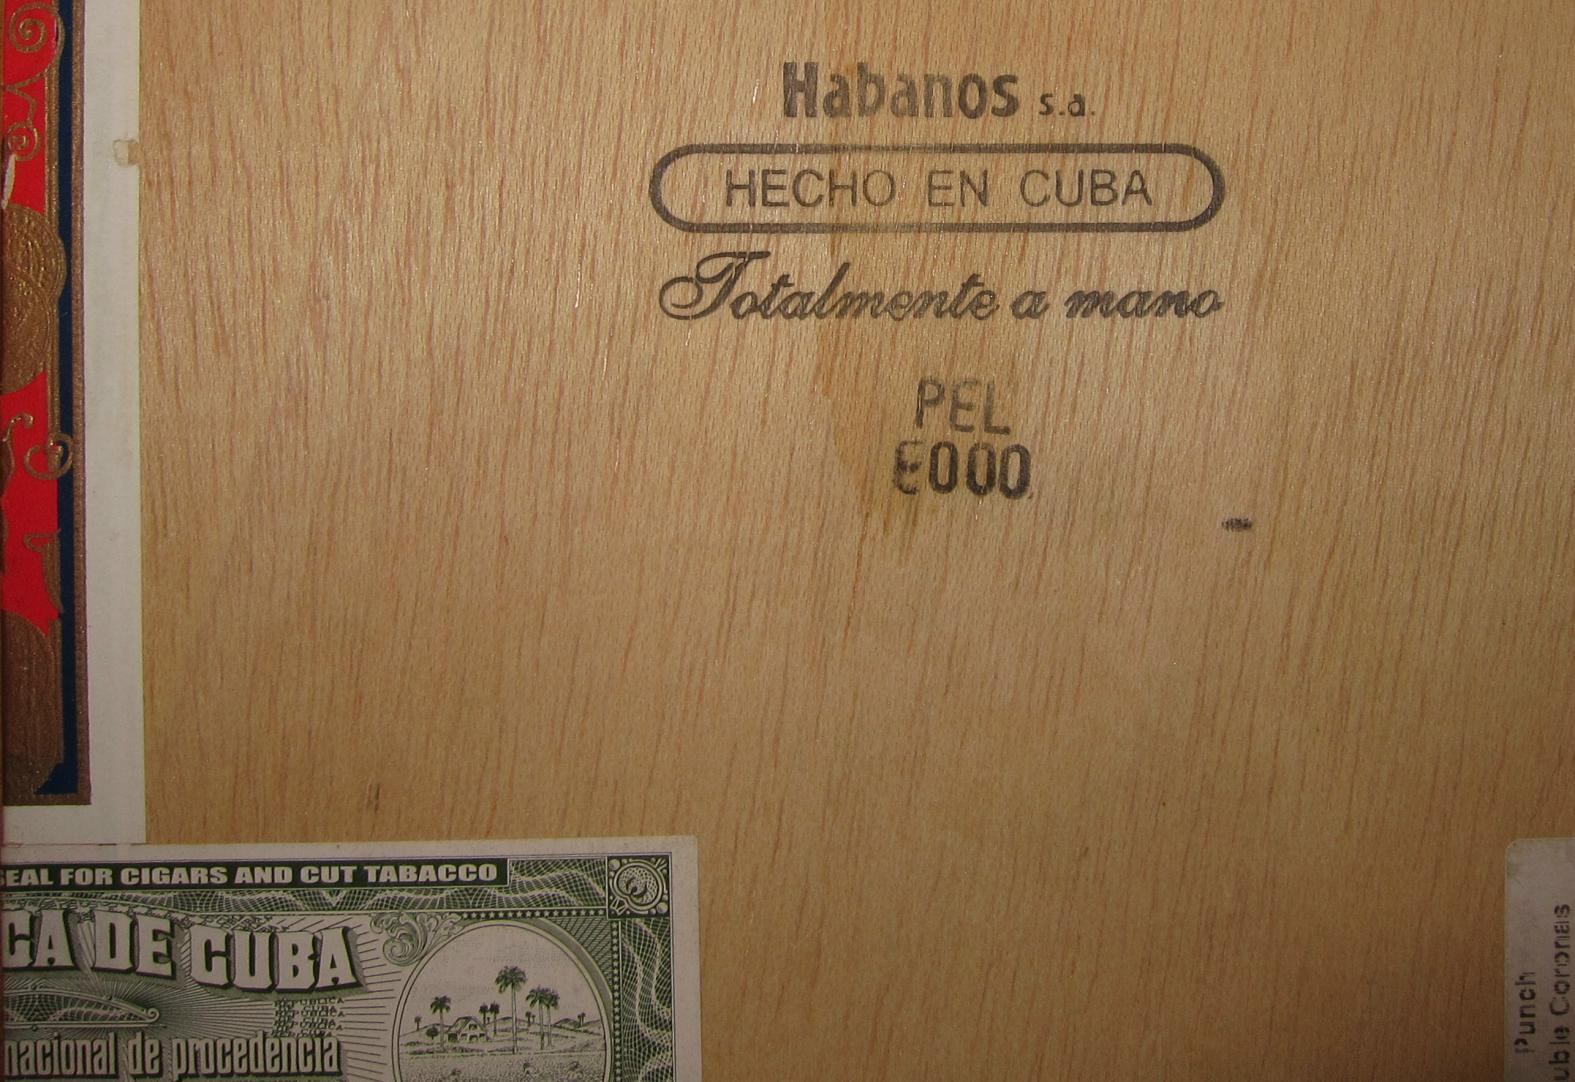 Habanos s.a.
HECHO EN CUBA
Totalmente a mano
PEL
E000
SEAL FOR CIGARS AND CUT TABACCO
CA DE CUBA
nacional de procedencia
Punch
uble Coronas